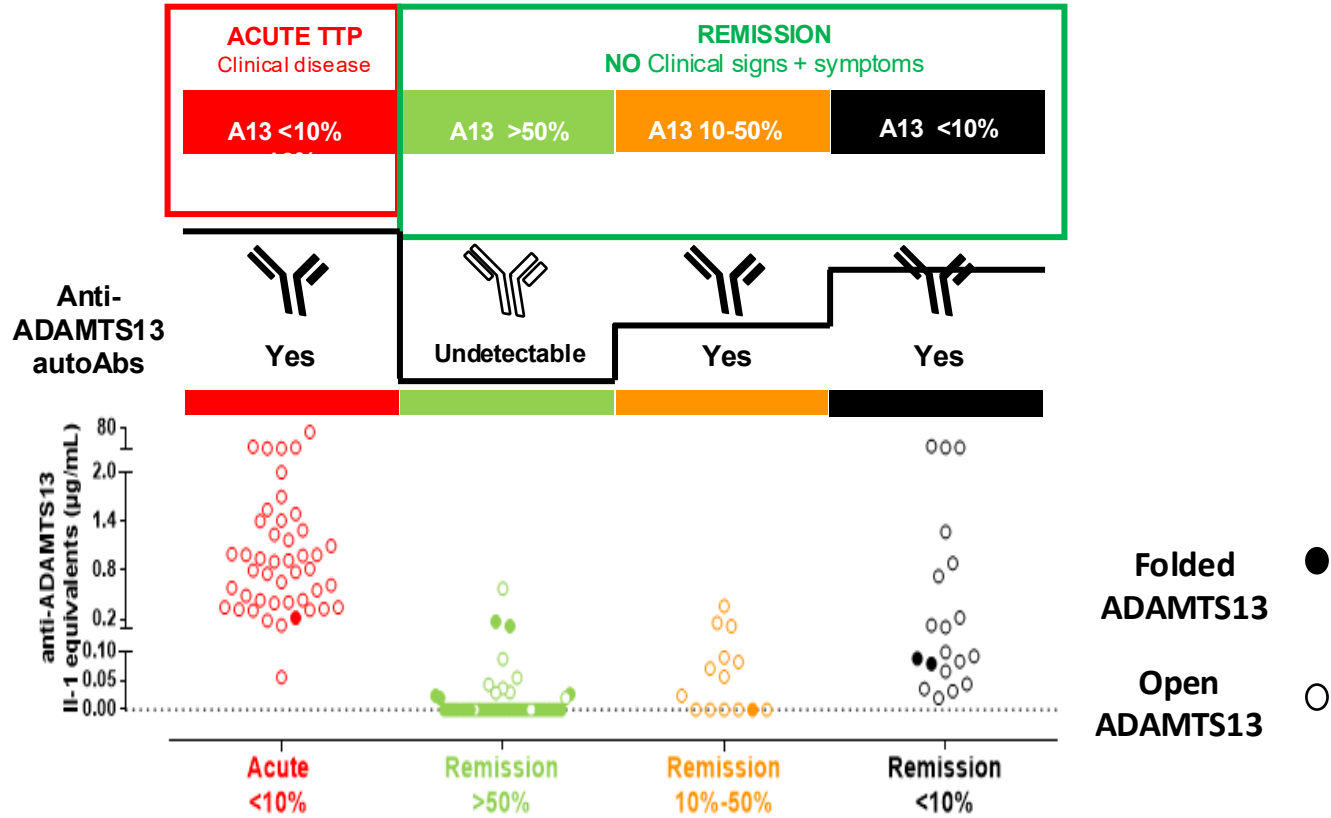 ACUTE TTP
Clinical disease
REMISSION
NO Clinical signs + symptoms
A13 <10%
A13 >50%
A13 10-50%
A13 <10%
Anti-
ADAMTS13
autoAbs
Yes
Undetectable
Yes
Yes
anti-ADAMTS13
II-1 equivalents (µg/mL)
80
2.0
1.4
0.8
0.2
0.10
0.05
0.00
Acute
<10%
Remission
>50%
Remission
10%-50%
Remission
<10%
Folded
ADAMTS13
Open
ADAMTS13